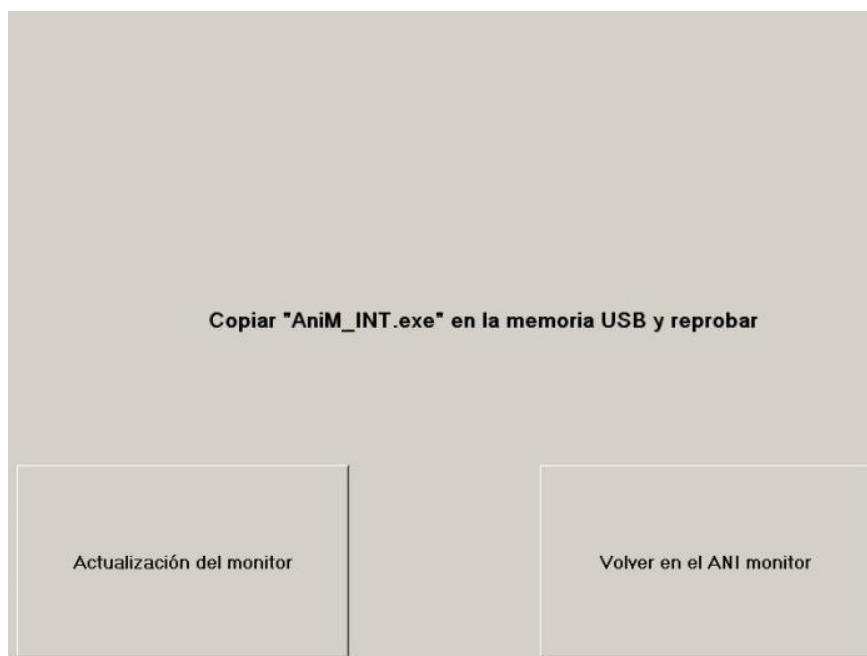 Copiar "AniM_INT.exe" en la memoria USB y reprobar
Actualización del monitor
Volver en el ANI monitor